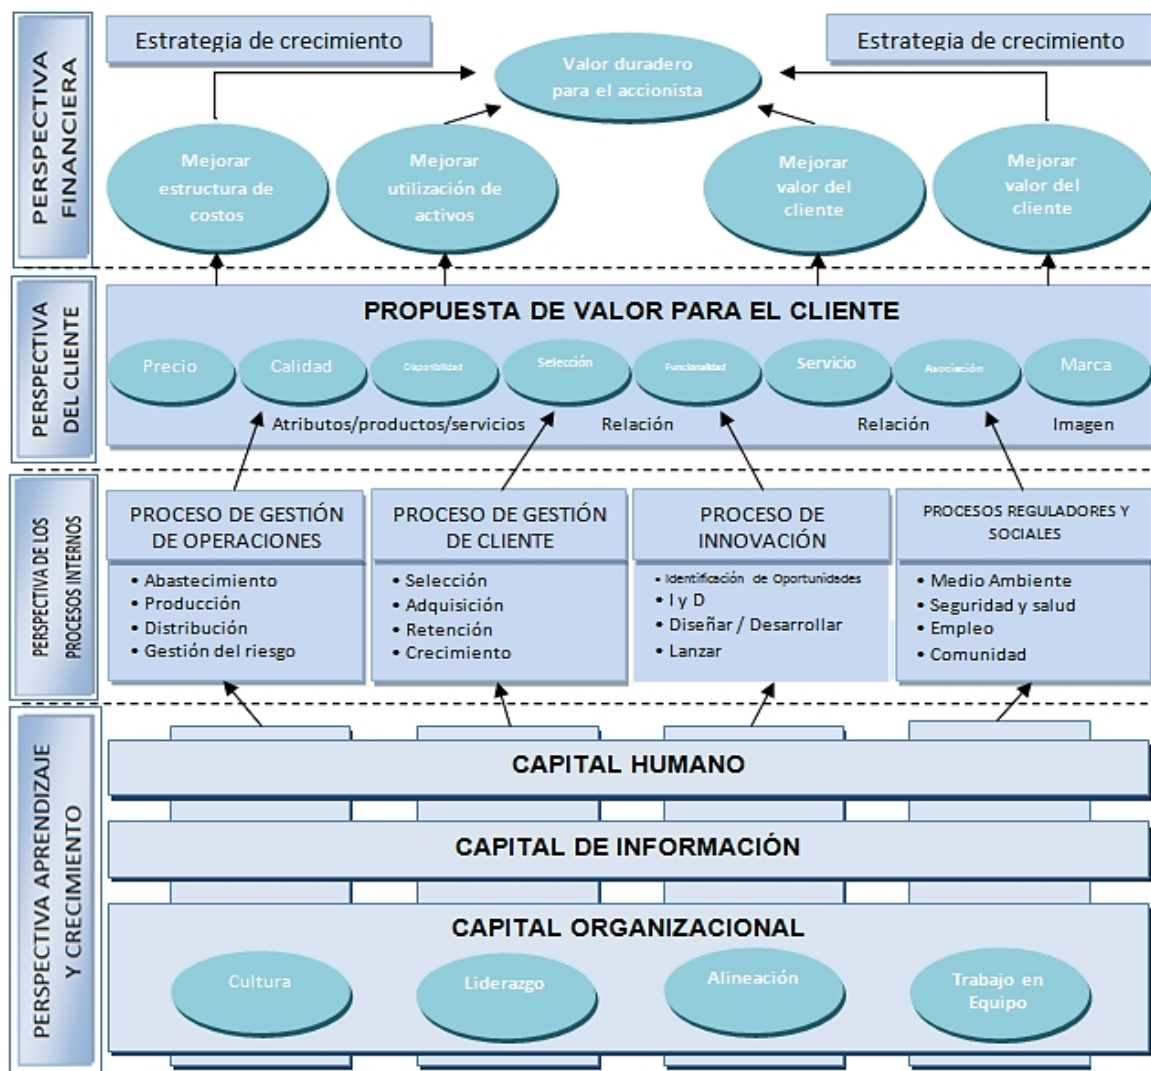 PERSPECTIVA
FINANCIERA
Estrategia de crecimiento
Estrategia de crecimiento
Valor duradero
para el accionista
Mejorar
estructura de
costos
Mejorar
utilización de
activos
Mejorar
valor del
cliente
Mejorar
valor del
cliente
PERSPECTIVA
DEL CLIENTE
PROPUESTA DE VALOR PARA EL CLIENTE
Precio
Calidad
Disponibilidad
Selección
Funcionalidad
Servicio
Asociación
Marca
Atributos/productos/servicios
Relación
Relación
Imagen
PERSPECTIVA DE LOS
PROCESOS INTERNOS
PROCESO DE GESTIÓN
DE OPERACIONES
• Abastecimiento
• Producción
• Distribución
• Gestión del riesgo
PROCESO DE GESTIÓN
DE CLIENTE
• Selección
• Adquisición
• Retención
• Crecimiento
PROCESO DE
INNOVACIÓN
• Identificación de Oportunidades
• I y D
• Diseñar / Desarrollar
• Lanzar
PROCESOS REGULADORES Y
SOCIALES
• Medio Ambiente
• Seguridad y salud
• Empleo
• Comunidad
PERSPECTIVA APRENDIZAJE
Y CRECIMIENTO
CAPITAL HUMANO
CAPITAL DE INFORMACIÓN
CAPITAL ORGANIZACIONAL
Cultura
Liderazgo
Alineación
Trabajo en
Equipo